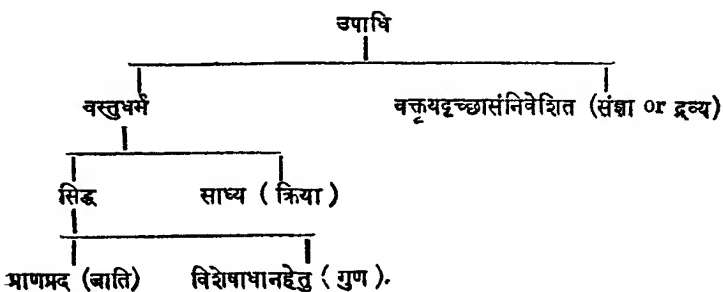 उपाधि
वस्तुधर्म वक्तृयदृच्छासंनिवेशित (संज्ञा or द्रव्य)
सिद्ध साध्य ( क्रिया )
प्राणप्रद (जाति) विशेषाधानहेतु ( गुण ).